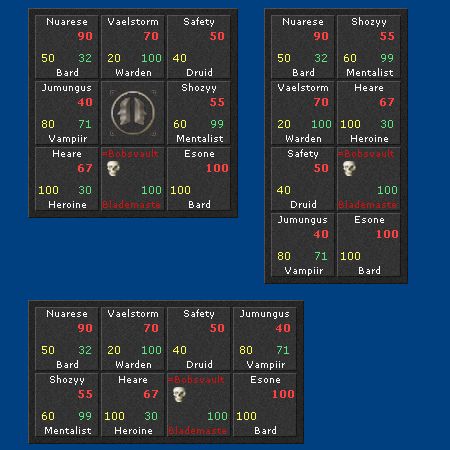 Nuarese Vaelstorm Safety
90 70 50
50 32 20 100 40
Bard Warden Druid
Jumungus Shozyy
40 55
80 71 60 99
Vampiir Mentalist
Heare =Bobsvault Esone
67 100
100 30 100 100
Heroine Blademaste Bard
Nuarese Shozyy
90 55
50 32 60 99
Bard Mentalist
Vaelstorm Heare
70 67
20 100 100 30
Warden Heroine
Safety =Bobsvault
50
40 100
Druid Blademaste
Jumungus Esone
40 100
80 71 100
Vampiir Bard
Nuarese Vaelstorm Safety Jumungus
90 70 50 40
50 32 20 100 40 80 71
Bard Warden Druid Vampiir
Shozyy Heare =Bobsvault Esone
55 67 100
60 99 100 30 100 100
Mentalist Heroine Blademaste Bard